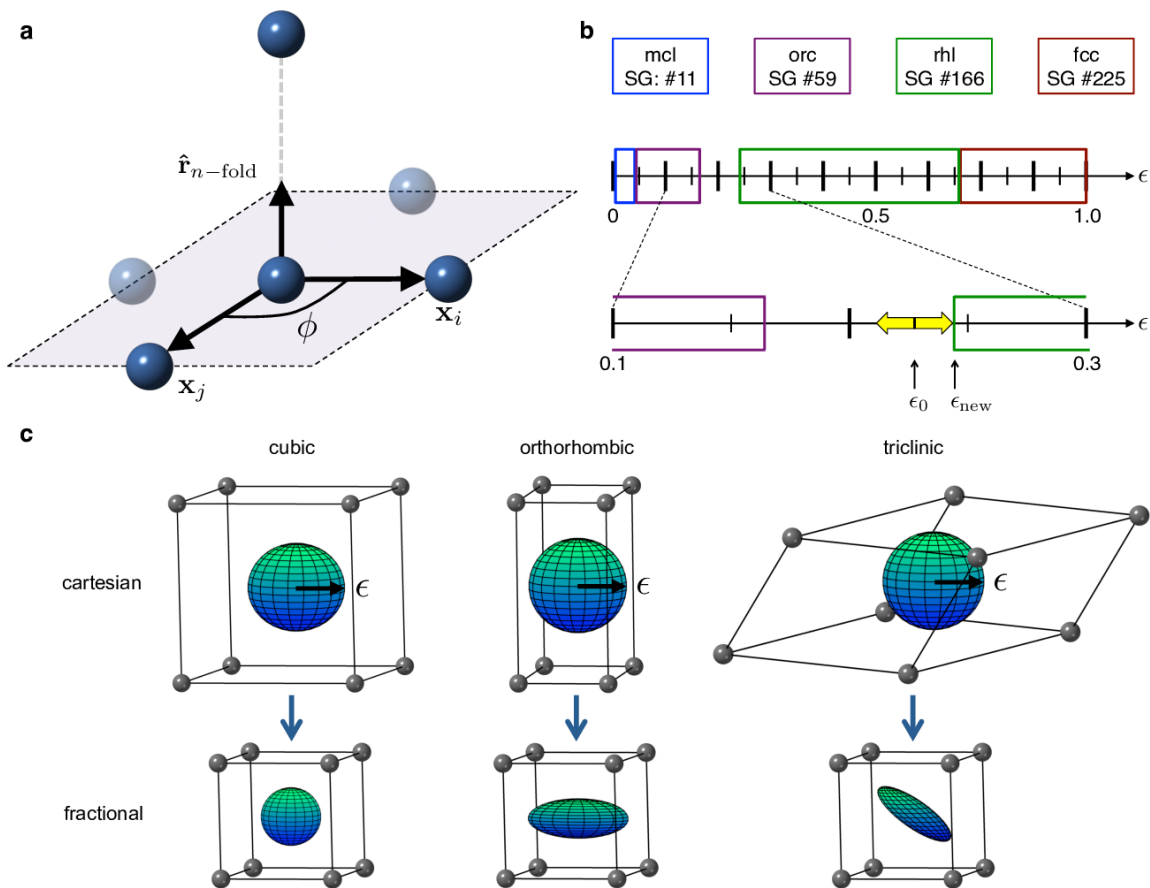 a
r̂n−fold
xi
ϕ
xj
b
mcl
SG: #11
orc
SG #59
rhl
SG #166
fcc
SG #225
ϵ
0
0.5
1.0
ϵ
0.1
0.3
ϵ0
ϵnew
c
cubic
orthorhombic
triclinic
cartesian
ϵ
ϵ
ϵ
fractional